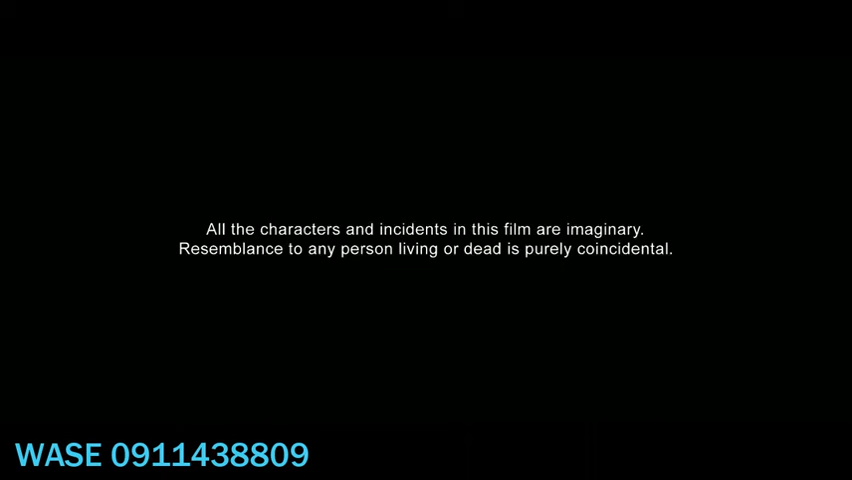 All the characters and incidents in this film are imaginary.
Resemblance to any person living or dead is purely coincidental.
WASE 0911438809